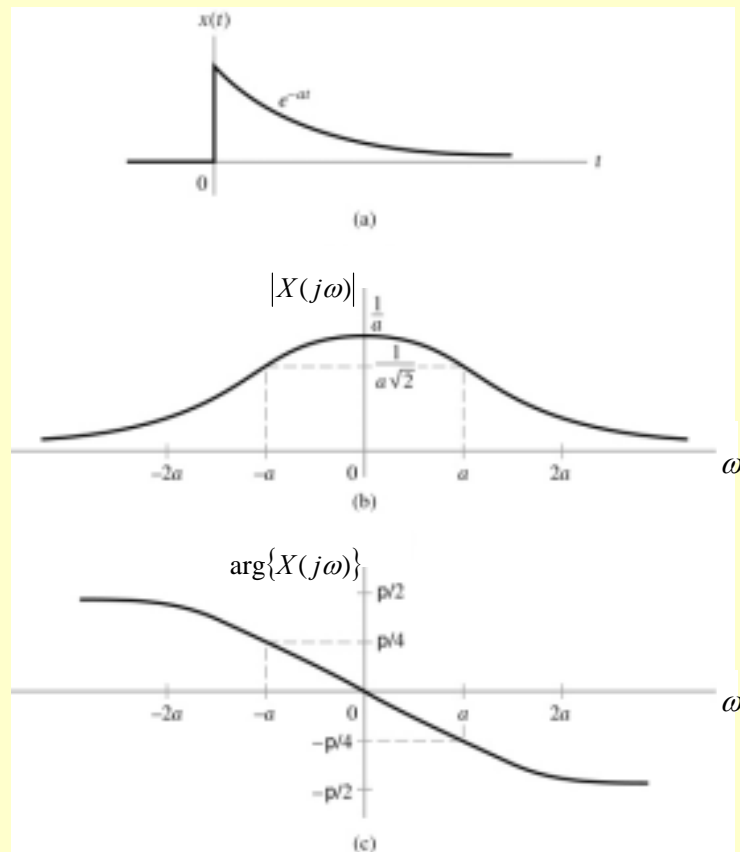 x(t)
e^{-at}
0 t
(a)
|X(jω)|
1/a
1/(a√2)
-2a -a 0 a 2a ω
(b)
arg{X(jω)}
p/2
p/4
-2a -a 0 a 2a ω
-p/4
-p/2
(c)